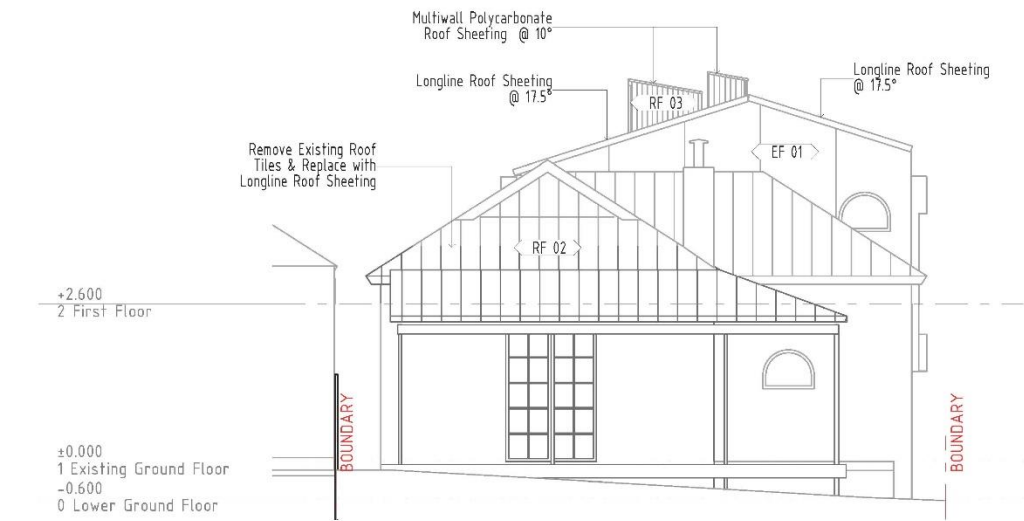 Multiwall Polycarbonate
Roof Sheeting @ 10°
Longline Roof Sheeting
@ 17.5°
Longline Roof Sheeting
@ 17.5°
RF 03
EF 01
Remove Existing Roof
Tiles & Replace with
Longline Roof Sheeting
RF 02
+2.600
2 First Floor
BOUNDARY
BOUNDARY
±0.000
1 Existing Ground Floor
-0.600
0 Lower Ground Floor